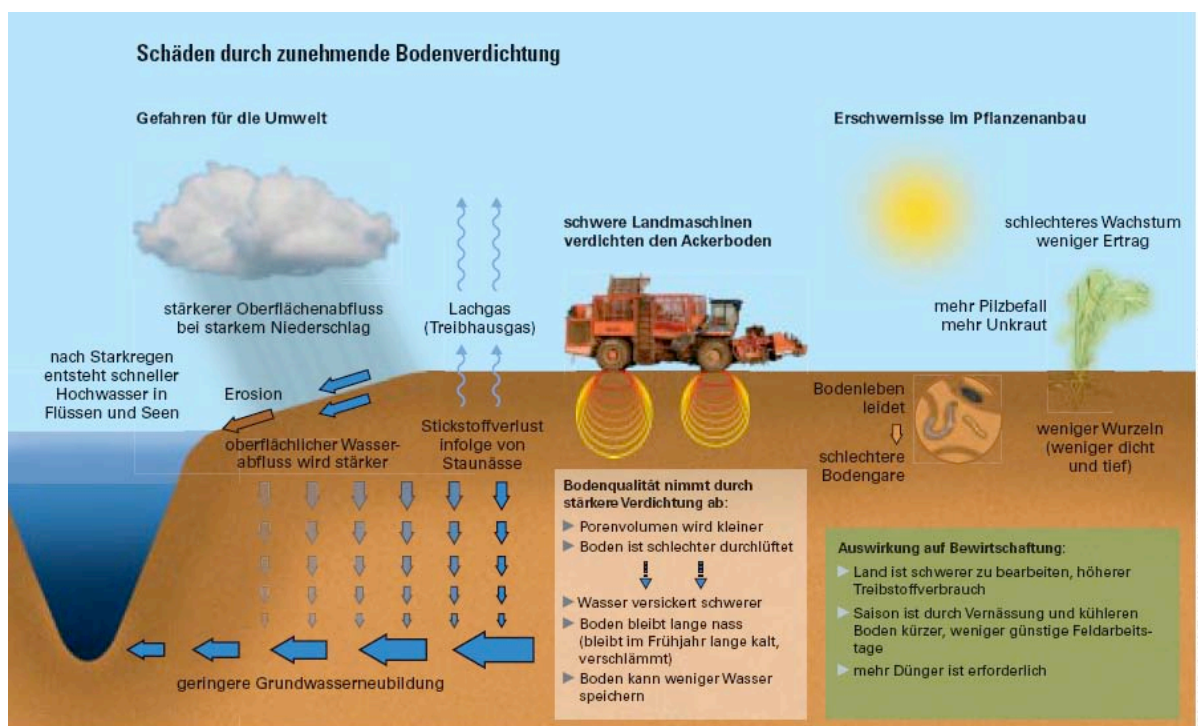 Schäden durch zunehmende Bodenverdichtung
Gefahren für die Umwelt
stärkerer Oberflächenabfluss
bei starkem Niederschlag
Lachgas
(Treibhausgas)
nach Starkregen
entsteht schneller
Hochwasser in
Flüssen und Seen
Erosion
oberflächlicher Wasser-
abfluss wird stärker
Stickstoffverlust
infolge von
Staunässe
geringere Grundwasserneubildung
schwere Landmaschinen
verdichten den Ackerboden
Bodenqualität nimmt durch
stärkere Verdichtung ab:
Porenvolumen wird kleiner
Boden ist schlechter durchlüftet
Wasser versickert schwerer
Boden bleibt lange nass
(bleibt im Frühjahr lange kalt,
verschlämmt)
Boden kann weniger Wasser
speichern
Erschwernisse im Pflanzenanbau
schlechteres Wachstum
weniger Ertrag
mehr Pilzbefall
mehr Unkraut
Bodenleben
leidet
schlechtere
Bodengare
weniger Wurzeln
(weniger dicht
und tief)
Auswirkung auf Bewirtschaftung:
Land ist schwerer zu bearbeiten, höherer
Treibstoffverbrauch
Saison ist durch Vernässung und kühleren
Boden kürzer, weniger günstige Feldarbeits-
tage
mehr Dünger ist erforderlich